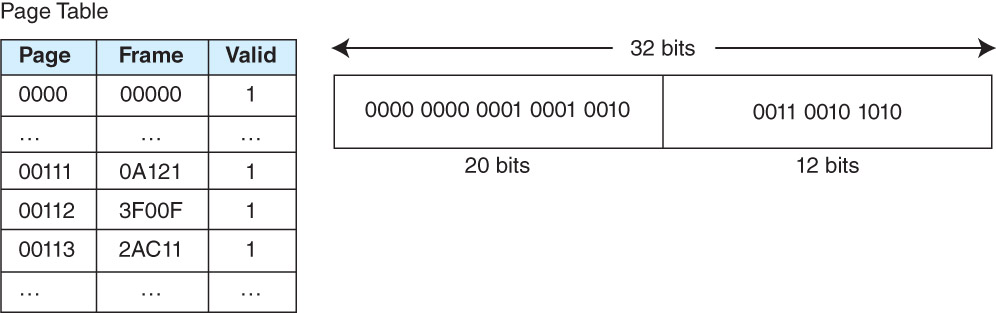 Page Table
Page Frame Valid
0000 00000 1
... ... ...
00111 0A121 1
00112 3F00F 1
00113 2AC11 1
... ... ...
32 bits
0000 0000 0001 0001 0010 0011 0010 1010
20 bits 12 bits